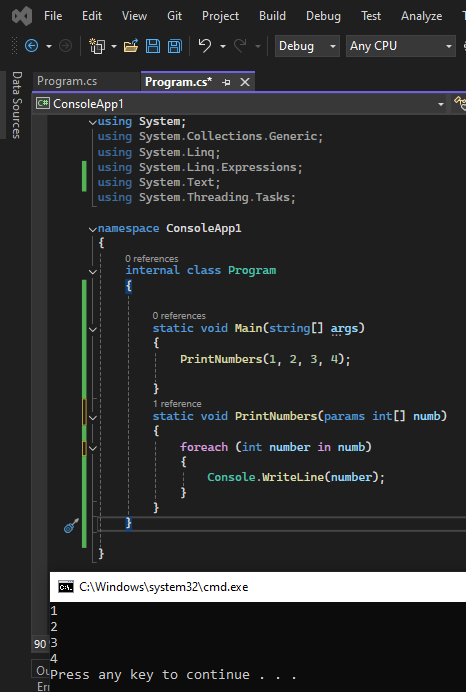 File Edit View Git Project Build Debug Test Analyze
Debug Any CPU
Data Sources
Program.cs Program.cs*
C# ConsoleApp1
using System;
using System.Collections.Generic;
using System.Linq;
using System.Linq.Expressions;
using System.Text;
using System.Threading.Tasks;
namespace ConsoleApp1
{
0 references
internal class Program
{
0 references
static void Main(string[] args)
{
PrintNumbers(1, 2, 3, 4);
}
1 reference
static void PrintNumbers(params int[] numb)
{
foreach (int number in numb)
{
Console.WriteLine(number);
}
}
}
}
90
C:\Windows\system32\cmd.exe
1
2
3
4
Press any key to continue . . .